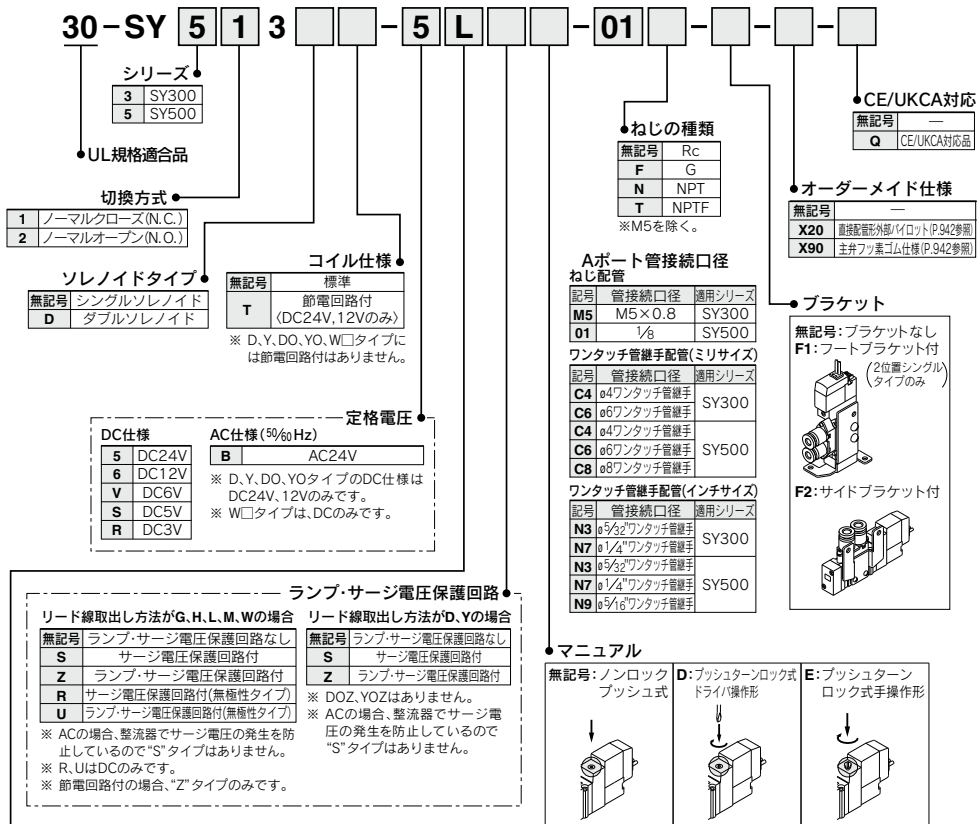 30-SY 5 1 3 - 5 L - 01 - - -
シリーズ
3 SY300
5 SY500
UL規格適合品
切換方式
1 ノーマルクローズ(N.C.)
2 ノーマルオープン(N.O.)
ソレノイドタイプ
無記号 シングルソレノイド
D ダブルソレノイド
コイル仕様
無記号 標準
T 節電回路付
〈DC24V,12Vのみ〉
※ D、Y、DO、YO、W□タイプに
は節電回路付はありません。
定格電圧
DC仕様
5 DC24V
6 DC12V
V DC6V
S DC5V
R DC3V
AC仕様(50/60Hz)
B AC24V
※ D、Y、DO、YOタイプのDC仕様は
DC24V、12Vのみです。
※ W□タイプは、DCのみです。
ランプ・サージ電圧保護回路
リード線取出し方法がG、H、L、M、Wの場合
無記号 ランプ・サージ電圧保護回路なし
S サージ電圧保護回路付
Z ランプ・サージ電圧保護回路付
R サージ電圧保護回路付(無極性タイプ)
U ランプ・サージ電圧保護回路付(無極性タイプ)
※ ACの場合、整流器でサージ電圧の発生を防
止しているので“S”タイプはありません。
※ R、UはDCのみです。
※ 節電回路付の場合、“Z”タイプのみです。
リード線取出し方法がD、Yの場合
無記号 ランプ・サージ電圧保護回路なし
S サージ電圧保護回路付
Z ランプ・サージ電圧保護回路付
※ DOZ、YOZはありません。
※ ACの場合、整流器でサージ電
圧の発生を防止しているので
“S”タイプはありません。
ねじの種類
無記号 Rc
F G
N NPT
T NPTF
※M5を除く。
Aポート管接続口径
ねじ配管
記号 管接続口径 適用シリーズ
M5 M5×0.8 SY300
01 1/8 SY500
ワンタッチ管継手配管(ミリサイズ)
記号 管接続口径 適用シリーズ
C4 ø4ワンタッチ管継手 SY300
C6 ø6ワンタッチ管継手
C4 ø4ワンタッチ管継手 SY500
C6 ø6ワンタッチ管継手
C8 ø8ワンタッチ管継手
ワンタッチ管継手配管(インチサイズ)
記号 管接続口径 適用シリーズ
N3 ø5/32"ワンタッチ管継手 SY300
N7 ø1/4"ワンタッチ管継手
N3 ø5/32"ワンタッチ管継手 SY500
N7 ø1/4"ワンタッチ管継手
N9 ø5/16"ワンタッチ管継手
マニュアル
無記号:ノンロック
プッシュ式
D:プッシュターンロック式
ドライバ操作形
E:プッシュターン
ロック式手操作形
CE/UKCA対応
無記号 —
Q CE/UKCA対応品
オーダーメイド仕様
無記号 —
X20 直接配管形外部パイロット(P.942参照)
X90 主弁フッ素ゴム仕様(P.942参照)
ブラケット
無記号:ブラケットなし
F1:フートブラケット付
(2位置シングル
タイプのみ)
F2:サイドブラケット付